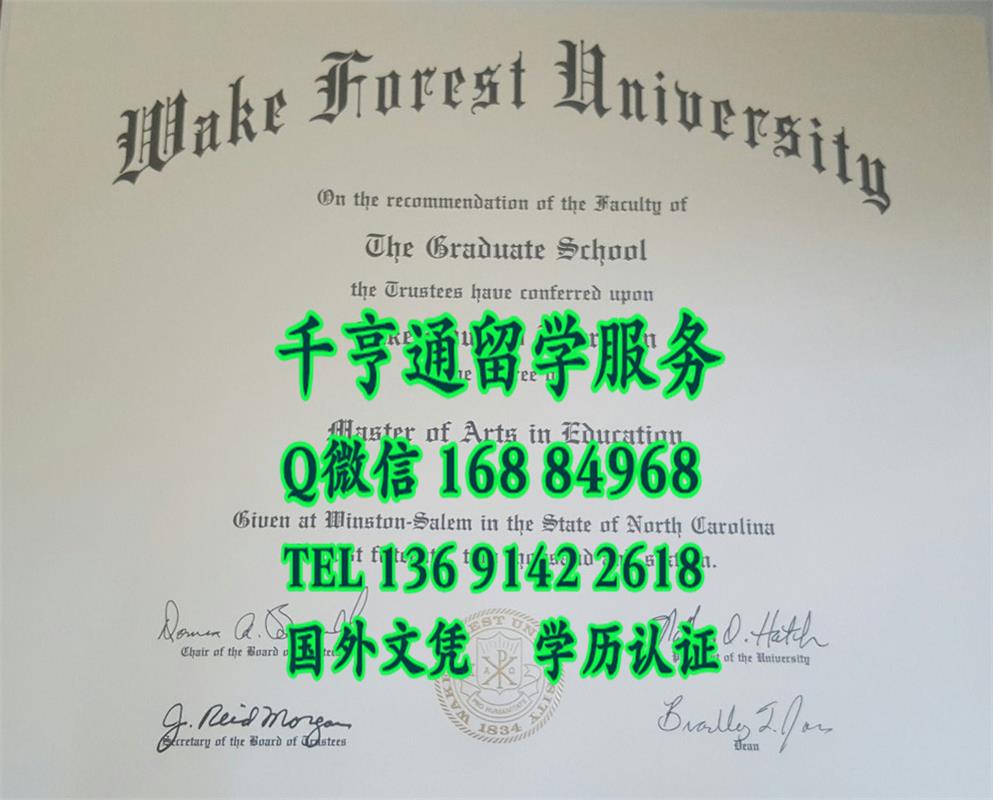 Wake Forest University
On the recommendation of the Faculty of
The Graduate School
the Trustees have conferred upon
千亨通留学服务
Master of Arts in Education
Q微信 168 84968
Given at Winston-Salem in the State of North Carolina
TEL 136 9142 2618
国外文凭 学历认证
Chair of the Board of
of the University
J. Reid Morgan
Secretary of the Board of Trustees
Dean
WAKE FOREST UNIVERSITY
PRO HUMANITATE
1834